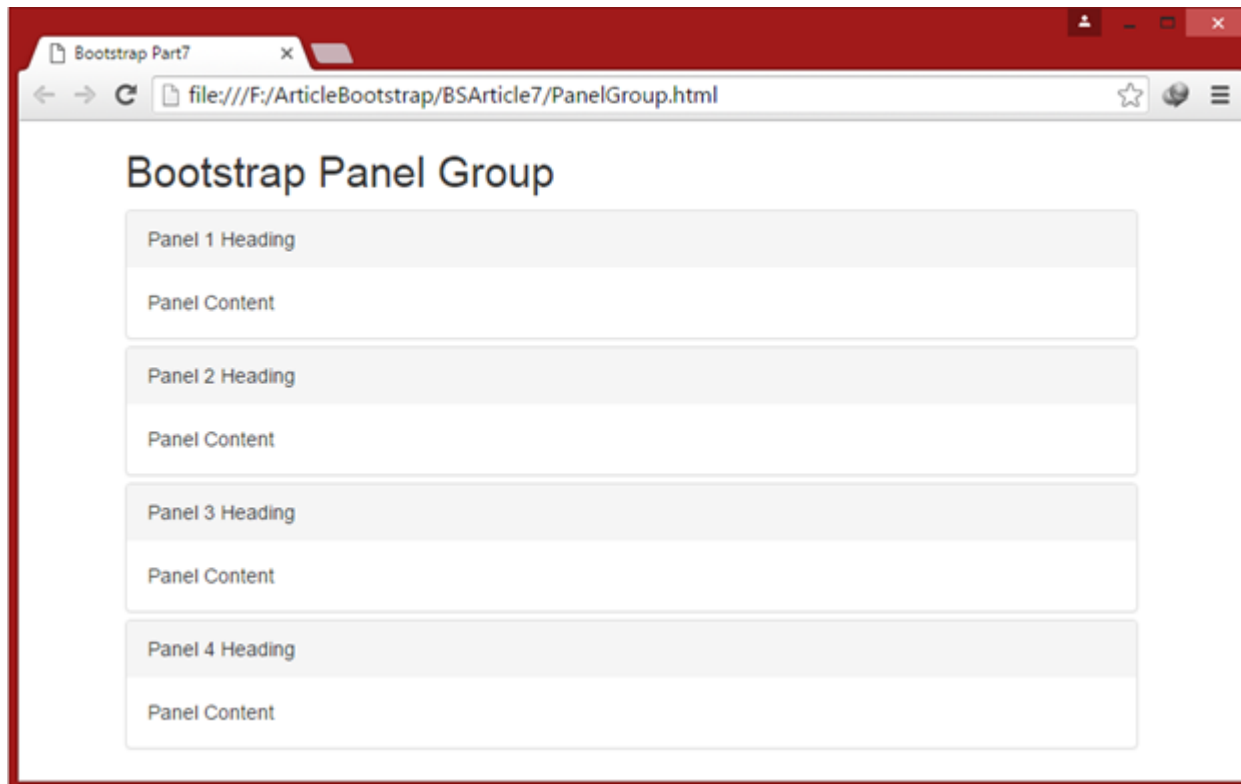 Bootstrap Part7
file:///F:/ArticleBootstrap/BSArticle7/PanelGroup.html
Bootstrap Panel Group
Panel 1 Heading
Panel Content
Panel 2 Heading
Panel Content
Panel 3 Heading
Panel Content
Panel 4 Heading
Panel Content